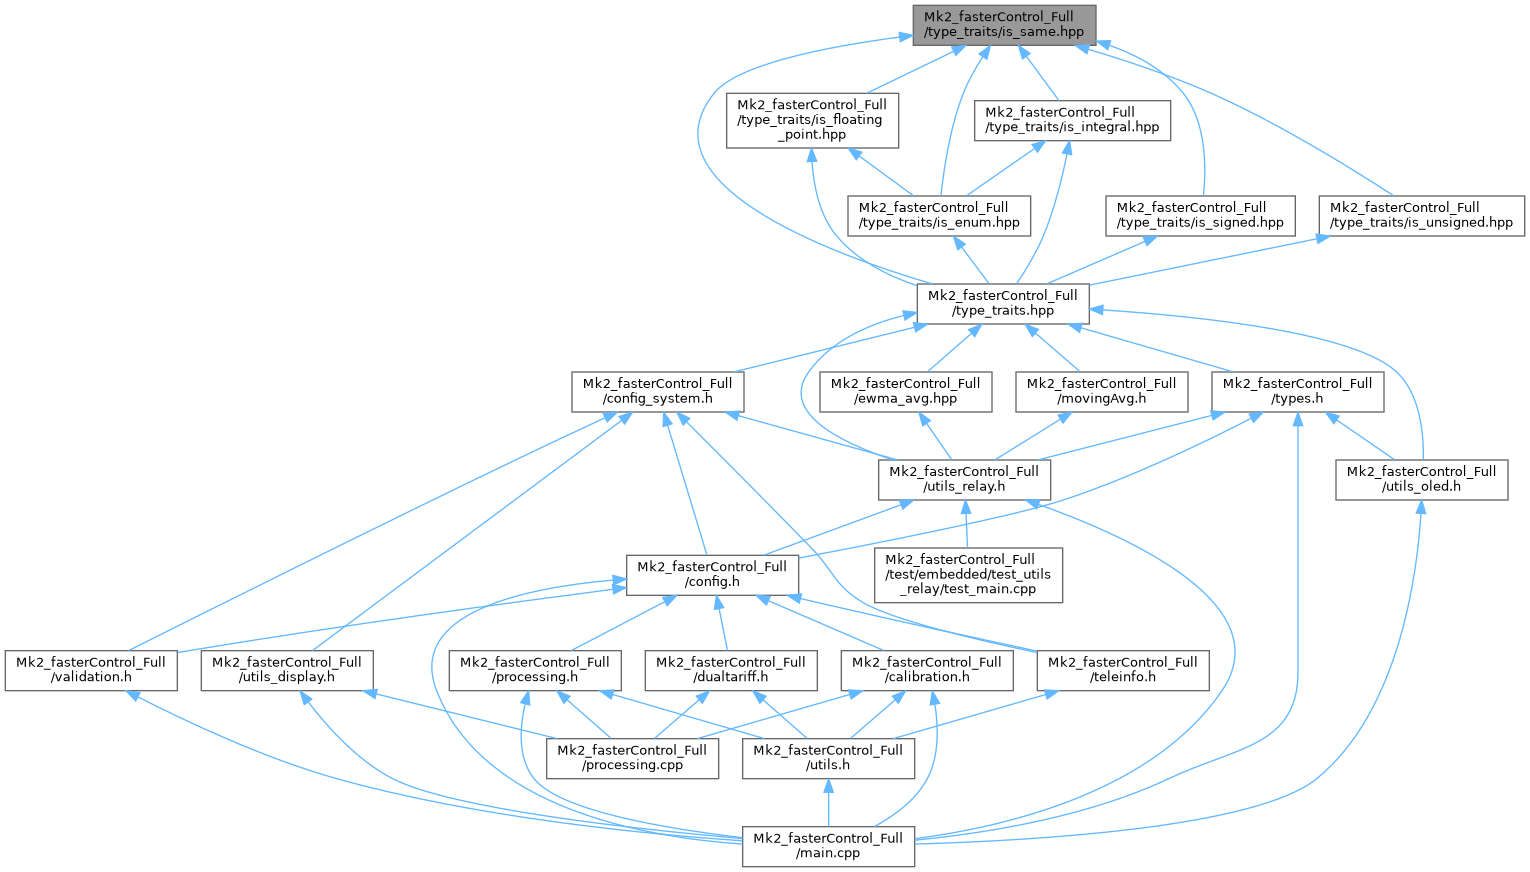 Mk2_fasterControl_Full
/type_traits/is_same.hpp
Mk2_fasterControl_Full
/type_traits/is_floating
_point.hpp
Mk2_fasterControl_Full
/type_traits/is_integral.hpp
Mk2_fasterControl_Full
/type_traits/is_enum.hpp
Mk2_fasterControl_Full
/type_traits/is_signed.hpp
Mk2_fasterControl_Full
/type_traits/is_unsigned.hpp
Mk2_fasterControl_Full
/type_traits.hpp
Mk2_fasterControl_Full
/config_system.h
Mk2_fasterControl_Full
/ewma_avg.hpp
Mk2_fasterControl_Full
/movingAvg.h
Mk2_fasterControl_Full
/types.h
Mk2_fasterControl_Full
/utils_relay.h
Mk2_fasterControl_Full
/utils_oled.h
Mk2_fasterControl_Full
/config.h
Mk2_fasterControl_Full
/test/embedded/test_utils
_relay/test_main.cpp
Mk2_fasterControl_Full
/validation.h
Mk2_fasterControl_Full
/utils_display.h
Mk2_fasterControl_Full
/processing.h
Mk2_fasterControl_Full
/dualtariff.h
Mk2_fasterControl_Full
/calibration.h
Mk2_fasterControl_Full
/teleinfo.h
Mk2_fasterControl_Full
/processing.cpp
Mk2_fasterControl_Full
/utils.h
Mk2_fasterControl_Full
/main.cpp